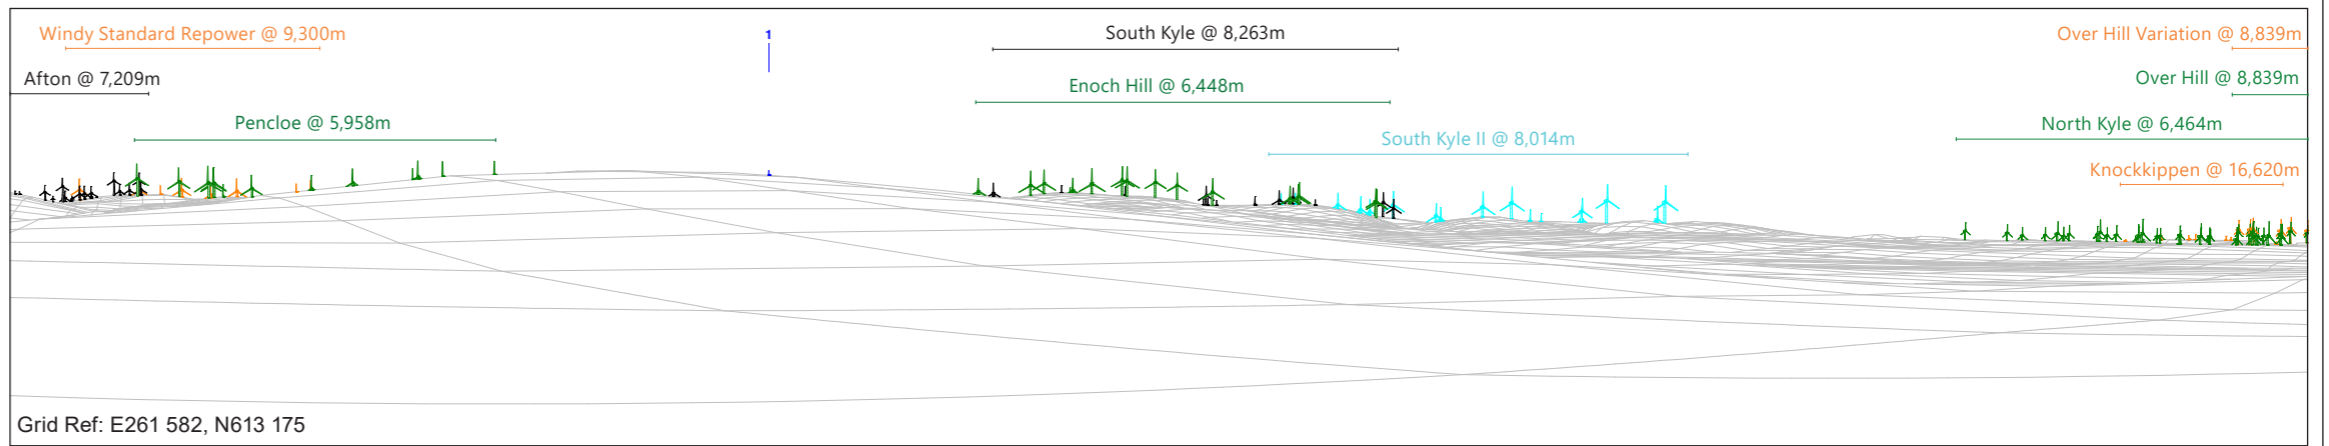 Windy Standard Repower @ 9,300m
1
South Kyle @ 8,263m
Over Hill Variation @ 8,839m
Afton @ 7,209m
Enoch Hill @ 6,448m
Over Hill @ 8,839m
Pencloe @ 5,958m
South Kyle II @ 8,014m
North Kyle @ 6,464m
Knockkippen @ 16,620m
Grid Ref: E261 582, N613 175